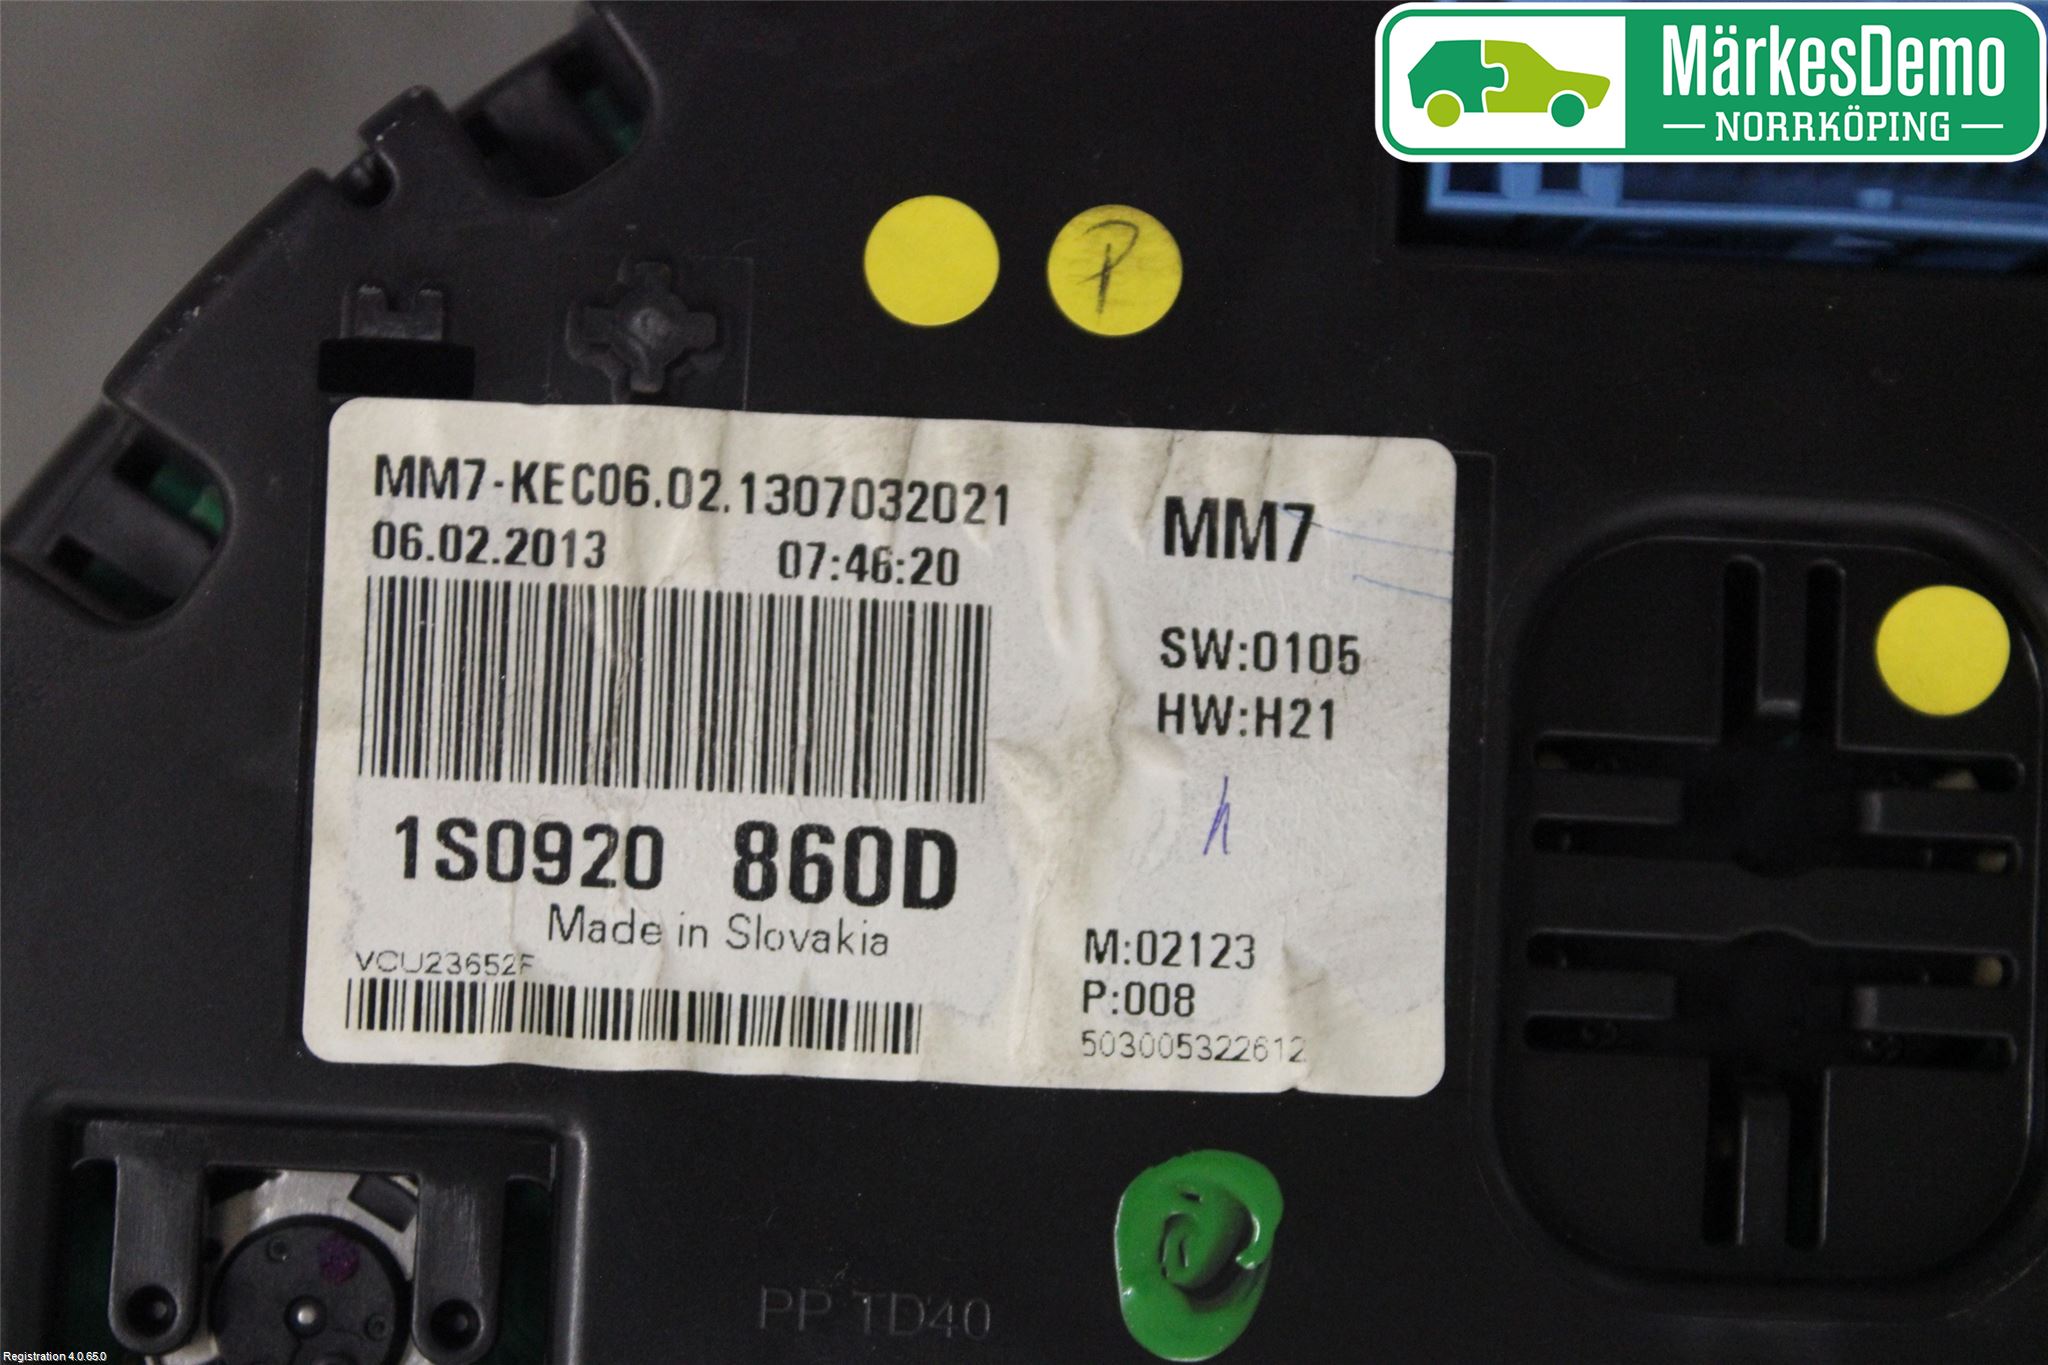 MärkesDemo
NORRKÖPING
P
MM7-KEC06.02.1307032021
06.02.2013 07:46:20
MM7
SW:0105
HW:H21
1S0920 860D
Made in Slovakia
VCU23652F
M:02123
P:008
503005322612
PP TD40
Registration 4.0.65.0